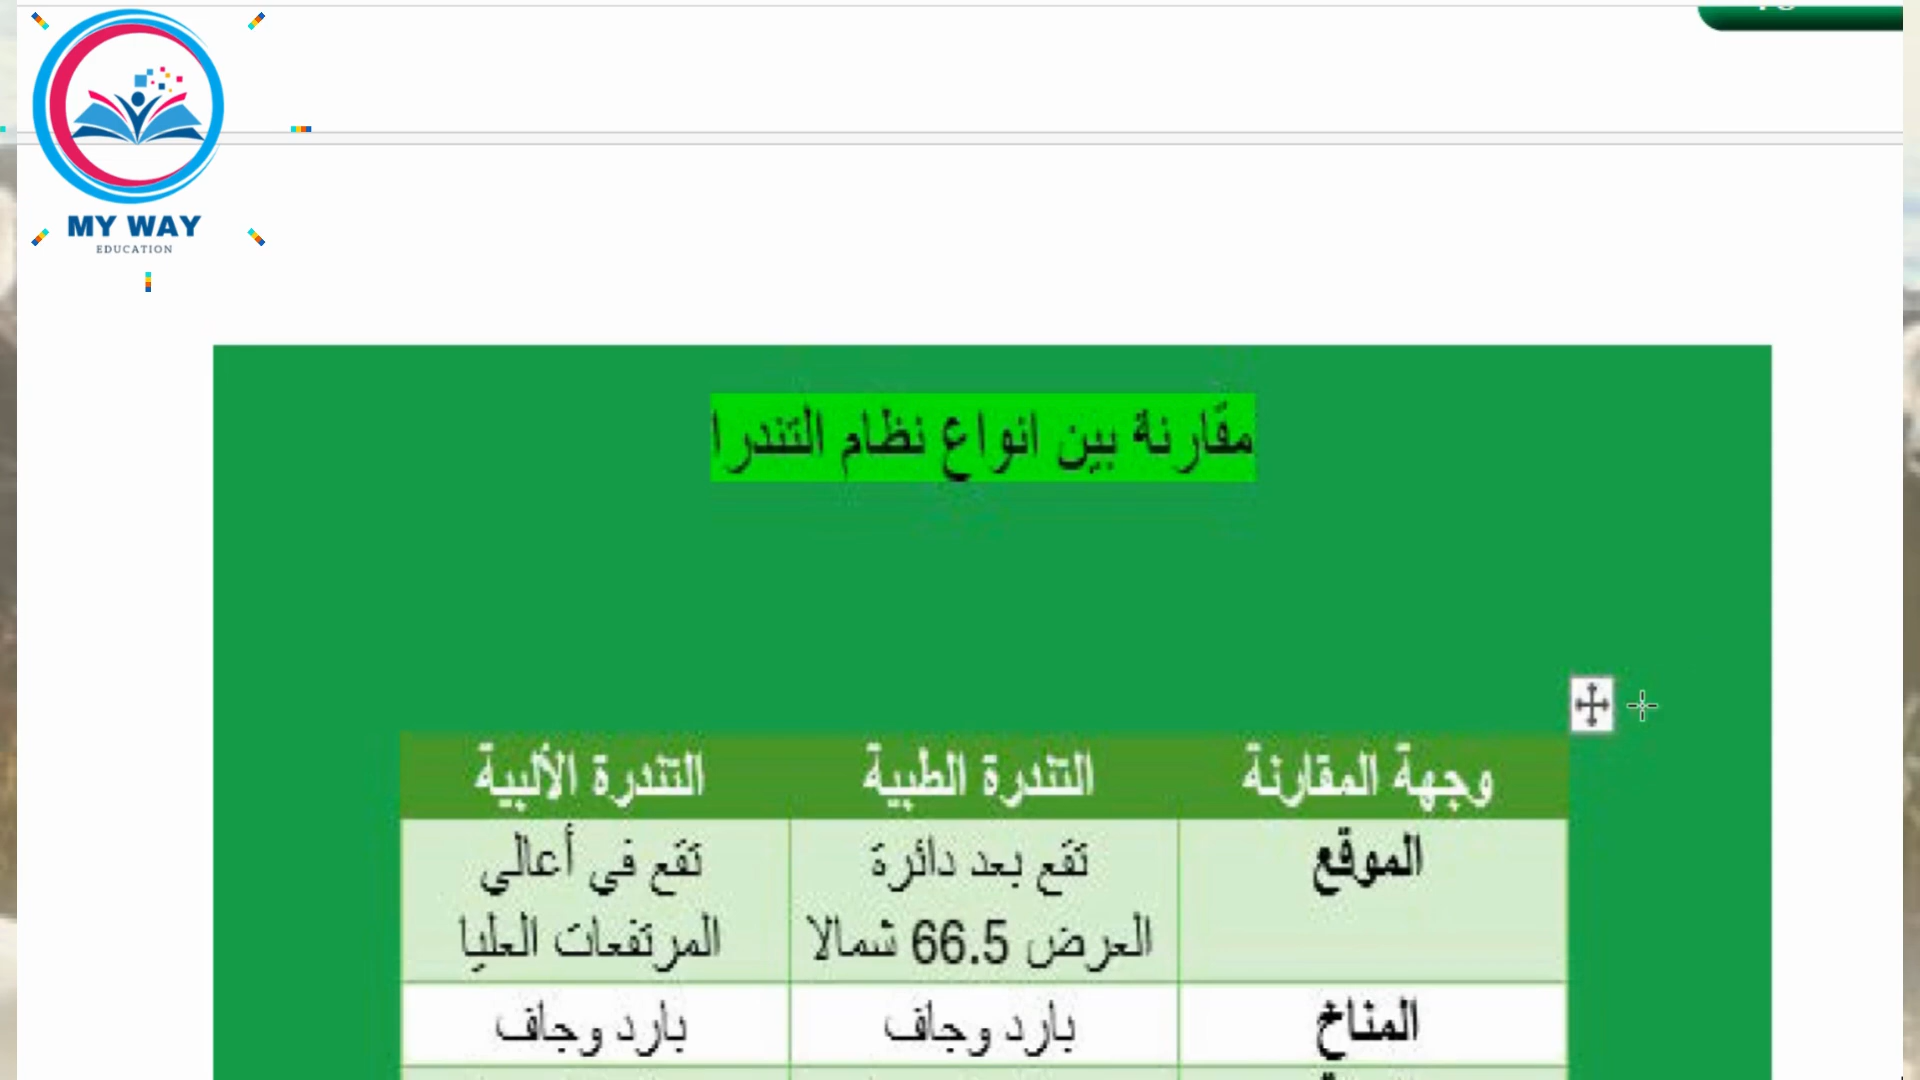 MY WAY
EDUCATION
مقارنة بين انواع نظام التندرا
وجهة المقارنة التندرة الطبية التندرة الألبية
الموقع تقع بعد دائرة العرض 66.5 شمالا تقع في أعالي المرتفعات العليا
المناخ بارد وجاف بارد وجاف